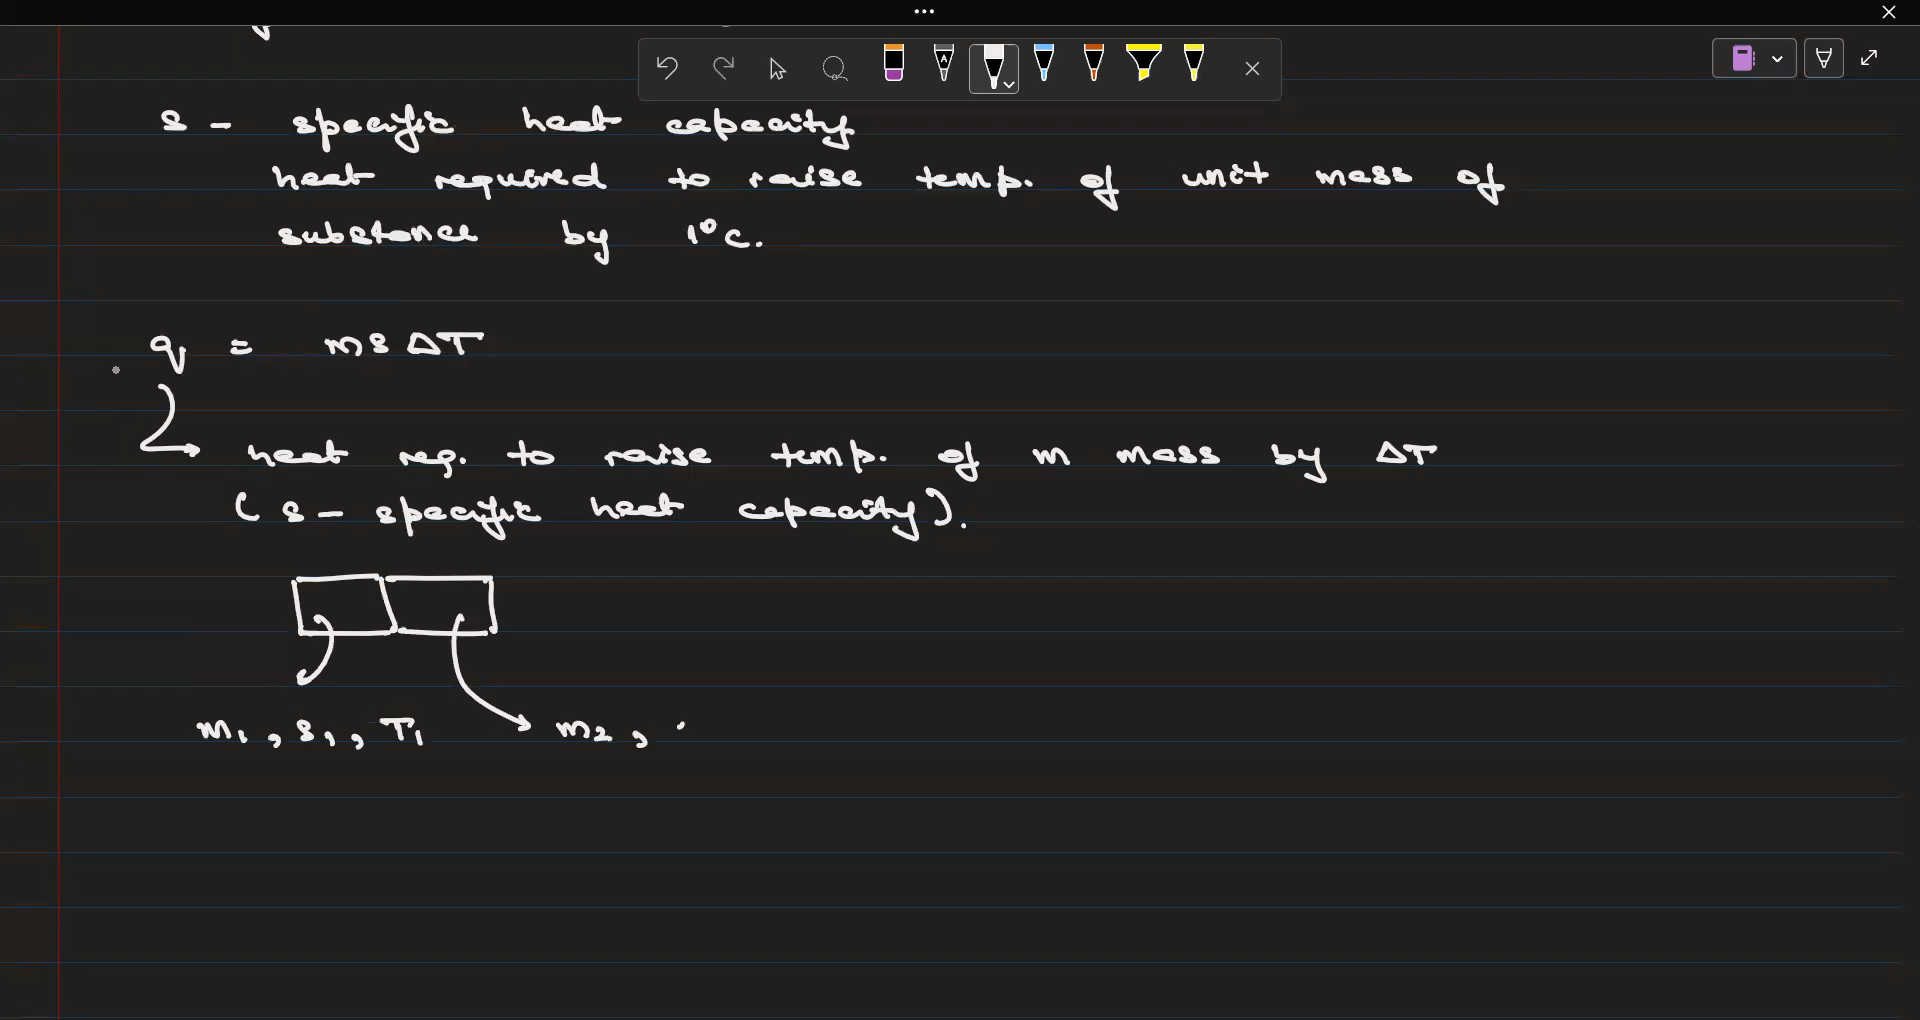 s - specific heat capacity
heat required to raise temp. of unit mass of
substance by 1°C.
q = ms ΔT
heat req. to raise temp. of m mass by ΔT
(s - specific heat capacity).
m₁, s₁, T₁ m₂,